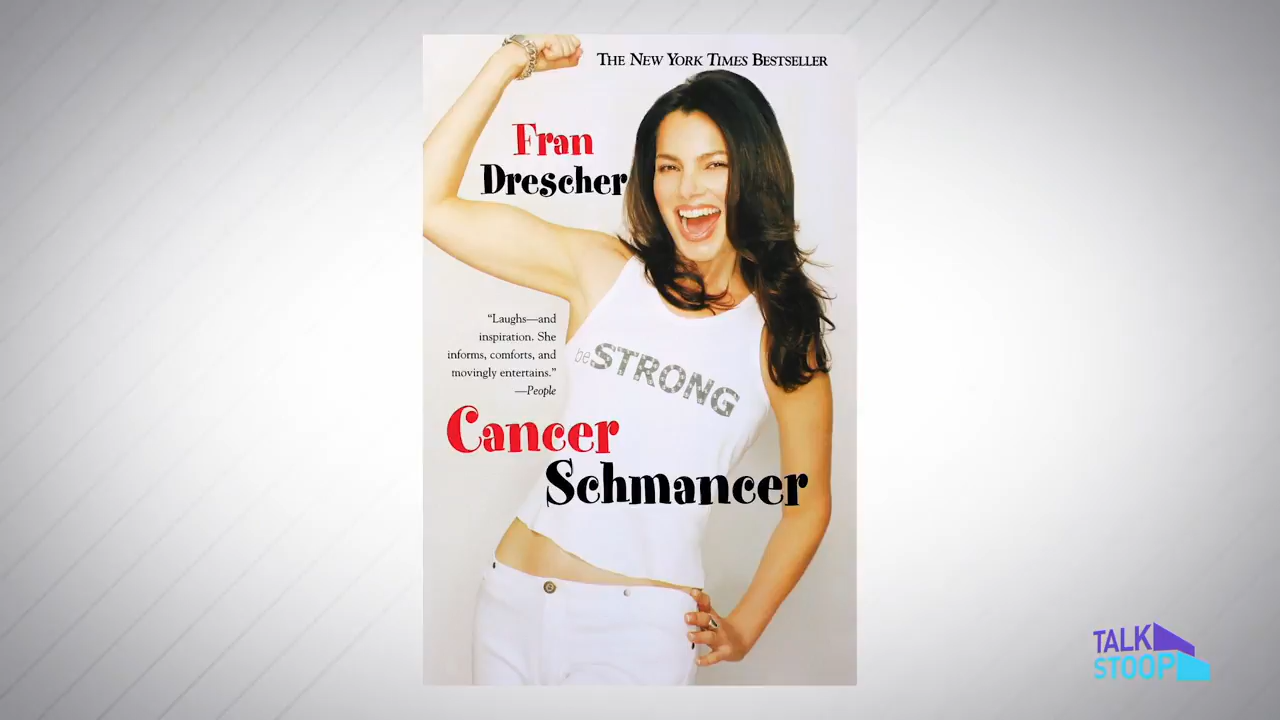 THE NEW YORK TIMES BESTSELLER
Fran
Drescher
“Laughs—and
inspiration. She
informs, comforts, and
movingly entertains.”
—People
beSTRONG
Cancer
Schmancer
TALK
STOOP